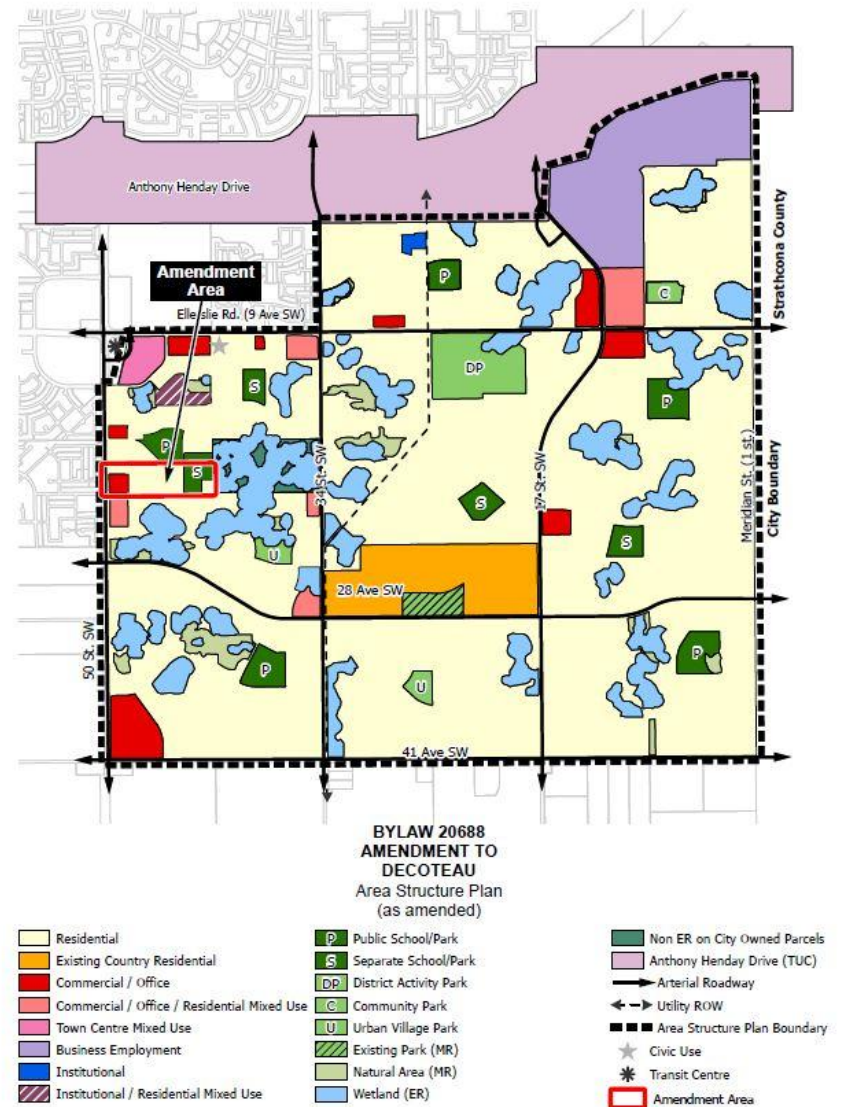 Anthony Henday Drive
Amendment
Area
Ellerslie Rd. (9 Ave SW)
Strathcona County
P
C
DP
S
P
P
S
34 St. SW
17 St. SW
Meridian St. (1 st.)
City Boundary
S
S
U
28 Ave SW
50 St. SW
P
U
P
41 Ave SW
BYLAW 20688
AMENDMENT TO
DECOTEAU
Area Structure Plan
(as amended)
Residential
Existing Country Residential
Commercial / Office
Commercial / Office / Residential Mixed Use
Town Centre Mixed Use
Business Employment
Institutional
Institutional / Residential Mixed Use
P Public School/Park
S Separate School/Park
DP District Activity Park
C Community Park
U Urban Village Park
Existing Park (MR)
Natural Area (MR)
Wetland (ER)
Non ER on City Owned Parcels
Anthony Henday Drive (TUC)
Arterial Roadway
Utility ROW
Area Structure Plan Boundary
Civic Use
Transit Centre
Amendment Area